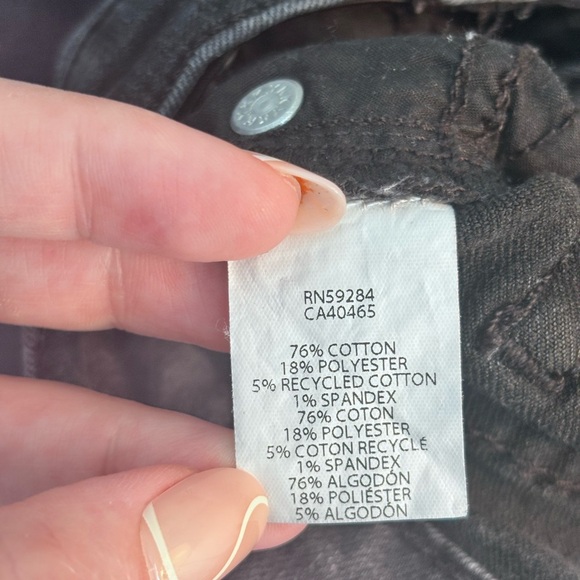 RN59284
CA40465
76% COTTON
18% POLYESTER
5% RECYCLED COTTON
1% SPANDEX
76% COTON
18% POLYESTER
5% COTON RECYCLÉ
1% SPANDEX
76% ALGODÓN
18% POLIÉSTER
5% ALGODÓN